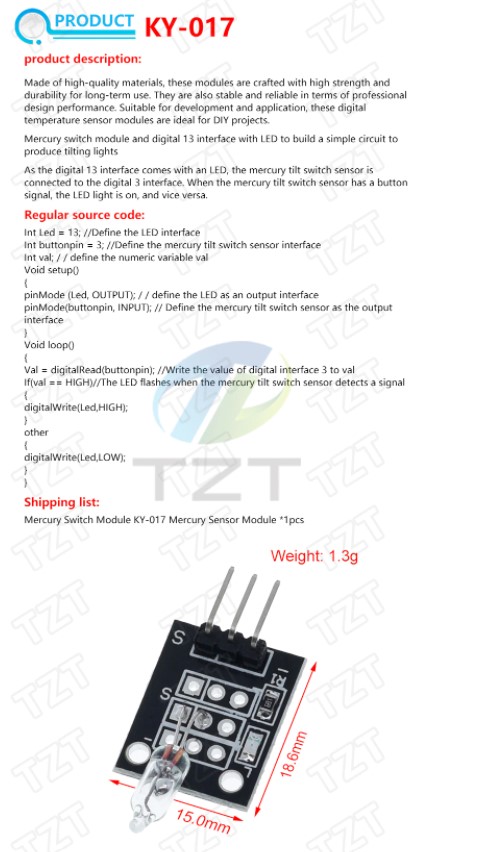 PRODUCT KY-017
product description:
Made of high-quality materials, these modules are crafted with high strength and
durability for long-term use. They are also stable and reliable in terms of professional
design performance. Suitable for development and application, these digital
temperature sensor modules are ideal for DIY projects.
Mercury switch module and digital 13 interface with LED to build a simple circuit to
produce tilting lights
As the digital 13 interface comes with an LED, the mercury tilt switch sensor is
connected to the digital 3 interface. When the mercury tilt switch sensor has a button
signal, the LED light is on, and vice versa.
Regular source code:
Int Led = 13; //Define the LED interface
Int buttonpin = 3; //Define the mercury tilt switch sensor interface
Int val; / / define the numeric variable val
Void setup()
{
pinMode (Led, OUTPUT); / / define the LED as an output interface
pinMode(buttonpin, INPUT); // Define the mercury tilt switch sensor as the output
interface
}
Void loop()
{
Val = digitalRead(buttonpin); //Write the value of digital interface 3 to val
If(val == HIGH)//The LED flashes when the mercury tilt switch sensor detects a signal
{
digitalWrite(Led,HIGH);
}
other
{
digitalWrite(Led,LOW);
}
}
TZT
Shipping list:
Mercury Switch Module KY-017 Mercury Sensor Module *1pcs
Weight: 1.3g
S
R1
S
L
18.6mm
15.0mm